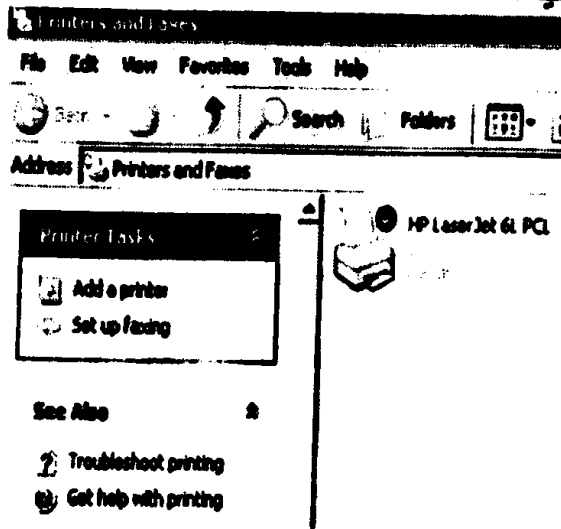 Printers and Faxes
File Edit View Favorites Tools Help
Search Folders
Address Printers and Faxes
HP LaserJet 6L PCL
Printer Tasks
Add a printer
Set up faxing
See Also
Troubleshoot printing
Get help with printing